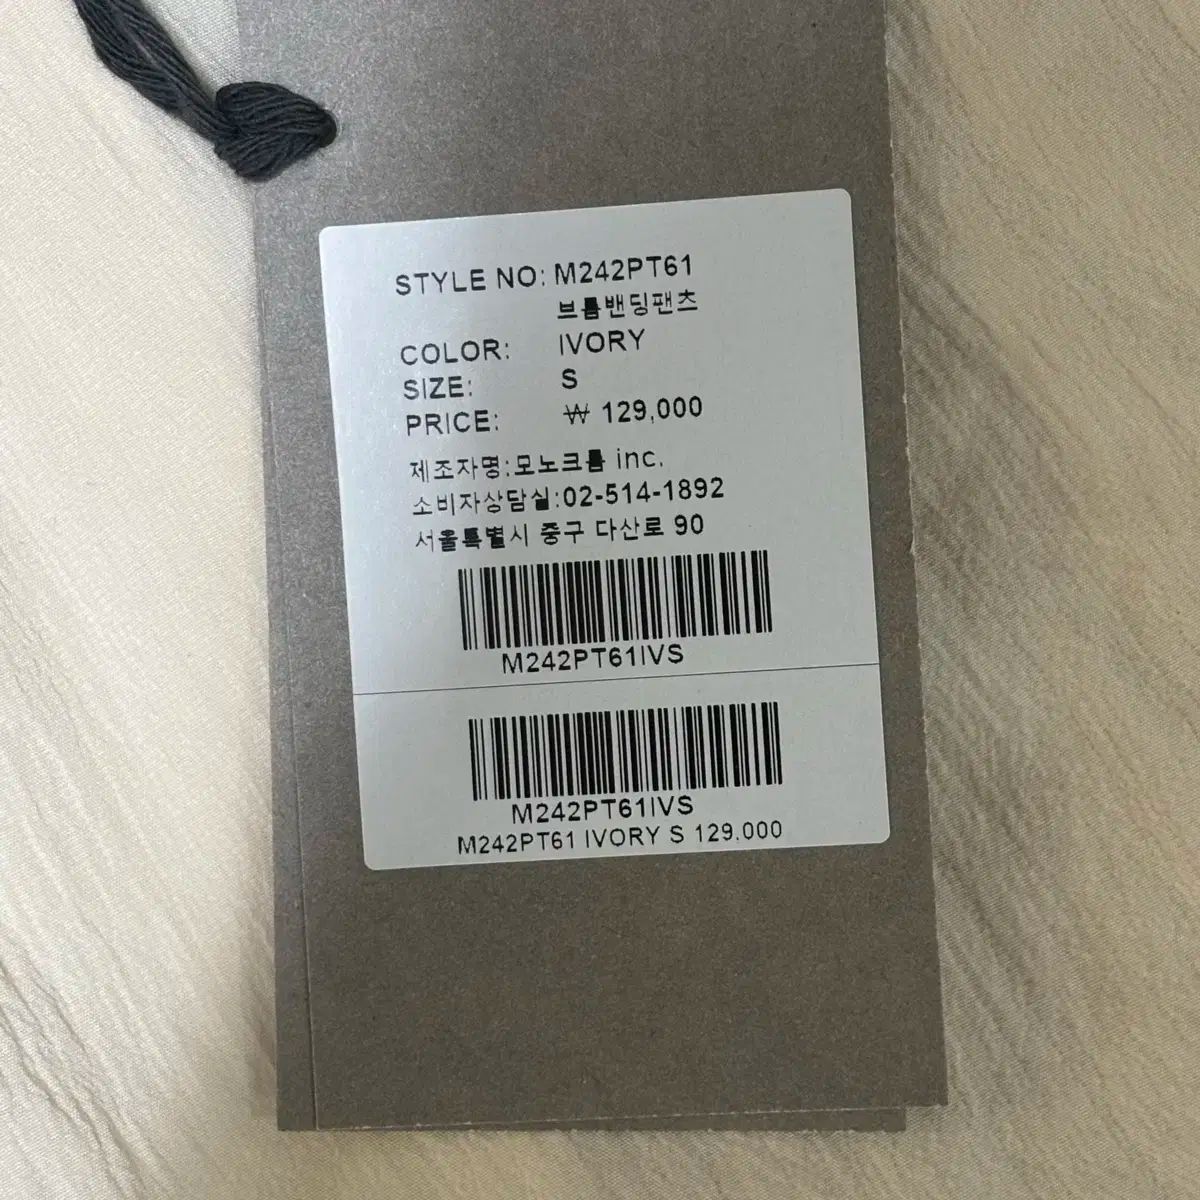 STYLE NO: M242PT61
브롬밴딩팬츠
COLOR: IVORY
SIZE: S
PRICE: ₩ 129,000
제조자명:모노크롬 inc.
소비자상담실:02-514-1892
서울특별시 중구 다산로 90
M242PT61IVS
M242PT61IVS
M242PT61 IVORY S 129.000